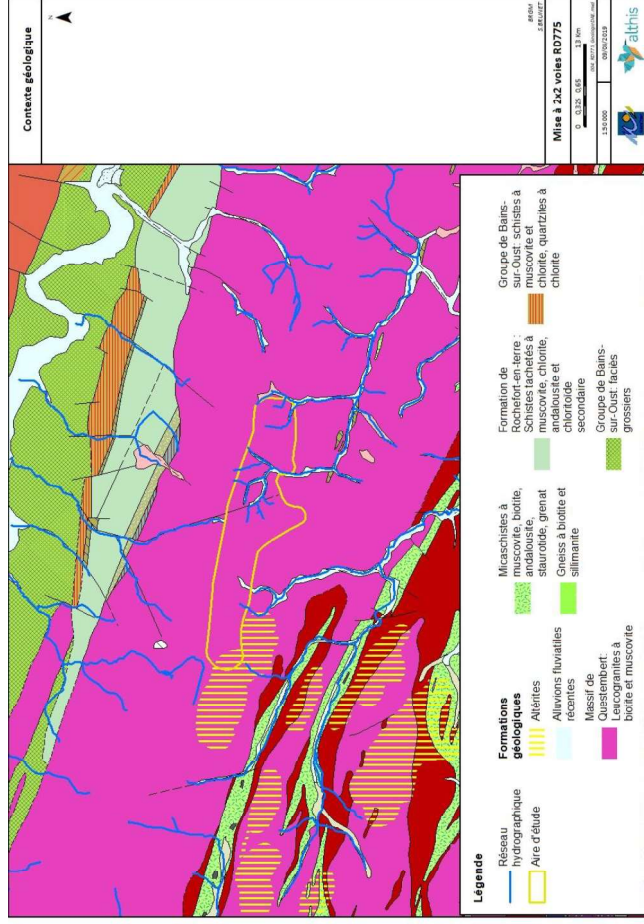 Contexte géologique
N
BRGM
S.BRUNET
Mise à 2x2 voies RD775
0 0,325 0,65 13 Km
1:50 000
09/01/2019
althis
Légende
Réseau
hydrographique
Aire d'étude
Formations
géologiques
Altérites
Alluvions fluviatiles
récentes
Massif de
Questembert:
Leucogranites à
biotite et muscovite
Micaschistes à
muscovite, biotite,
andalousite,
staurotide, grenat
Gneiss à biotite et
sillimanite
Formation de
Rochefort-en-terre :
Schistes tachetés à
muscovite, chlorite,
andalousite et
chloritoïde
secondaire
Groupe de Bains-
sur-Oust: faciès
grossiers
Groupe de Bains-
sur-Oust: schistes à
muscovite et
chlorite, quartziles à
chlorite